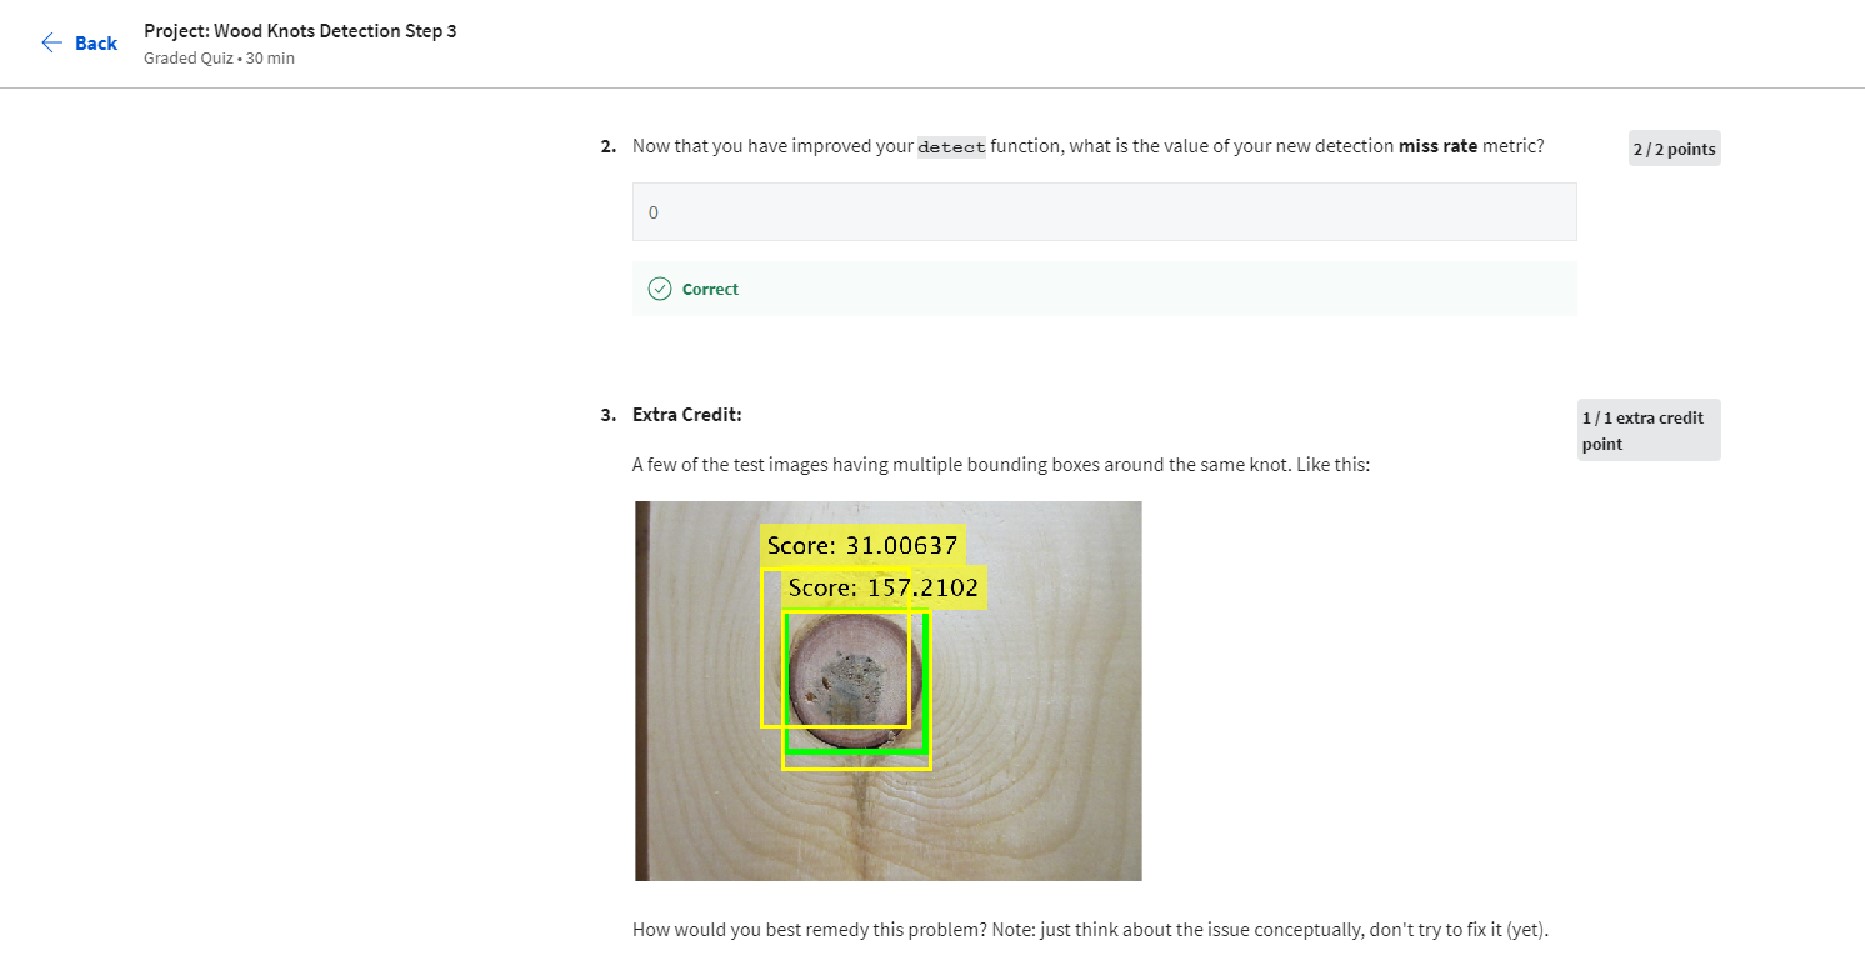 Back
Project: Wood Knots Detection Step 3
Graded Quiz • 30 min
2. Now that you have improved your detect function, what is the value of your new detection miss rate metric?
2 / 2 points
0
Correct
3. Extra Credit:
1 / 1 extra credit
point
A few of the test images having multiple bounding boxes around the same knot. Like this:
Score: 31.00637
Score: 157.2102
How would you best remedy this problem? Note: just think about the issue conceptually, don't try to fix it (yet).